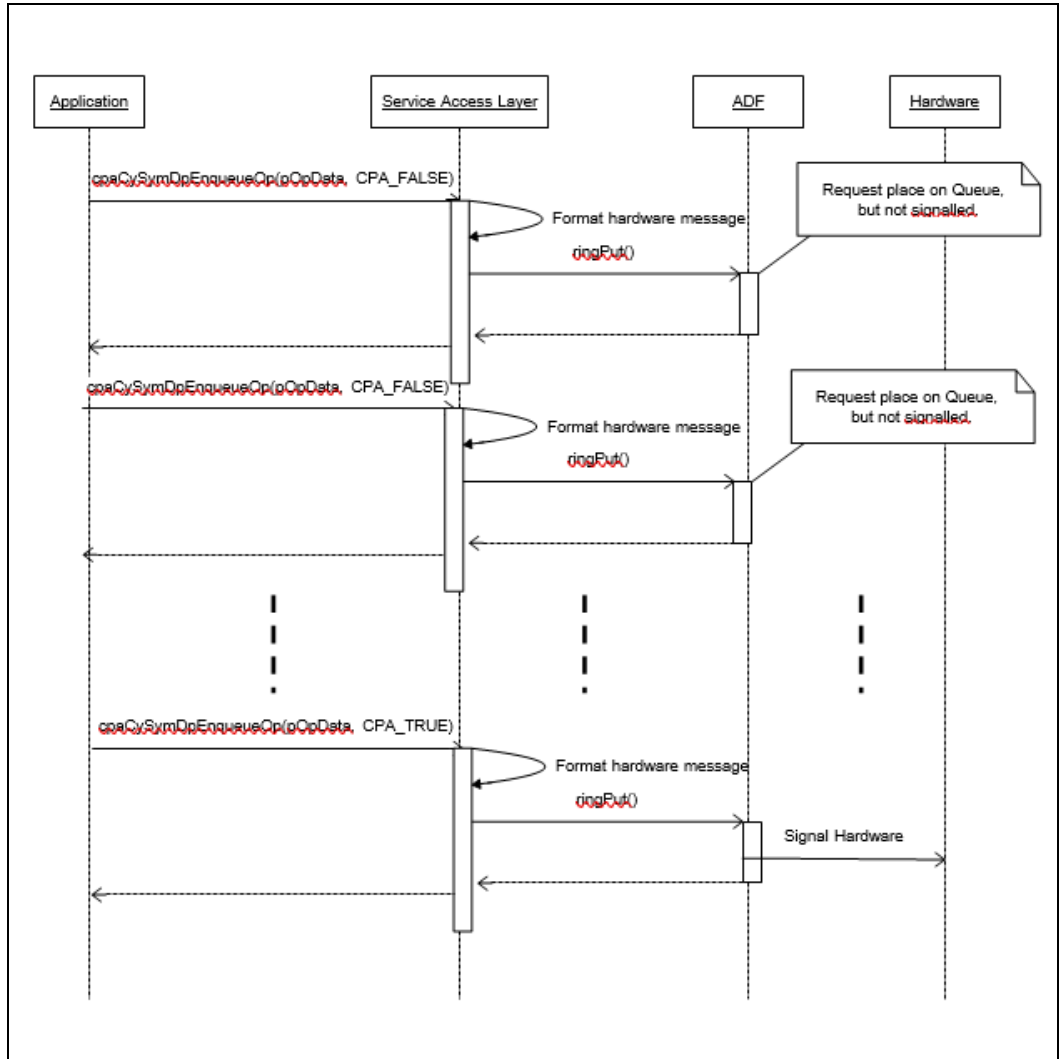 Application
Service Access Layer
ADF
Hardware
cpaCySymDpEnqueueOp(pOpData, CPA_FALSE)
Request place on Queue,
but not signalled.
Format hardware message
ringPut()
cpaCySymDpEnqueueOp(pOpData, CPA_FALSE)
Request place on Queue,
but not signalled.
Format hardware message
ringPut()
cpaCySymDpEnqueueOp(pOpData, CPA_TRUE)
Format hardware message
ringPut()
Signal Hardware